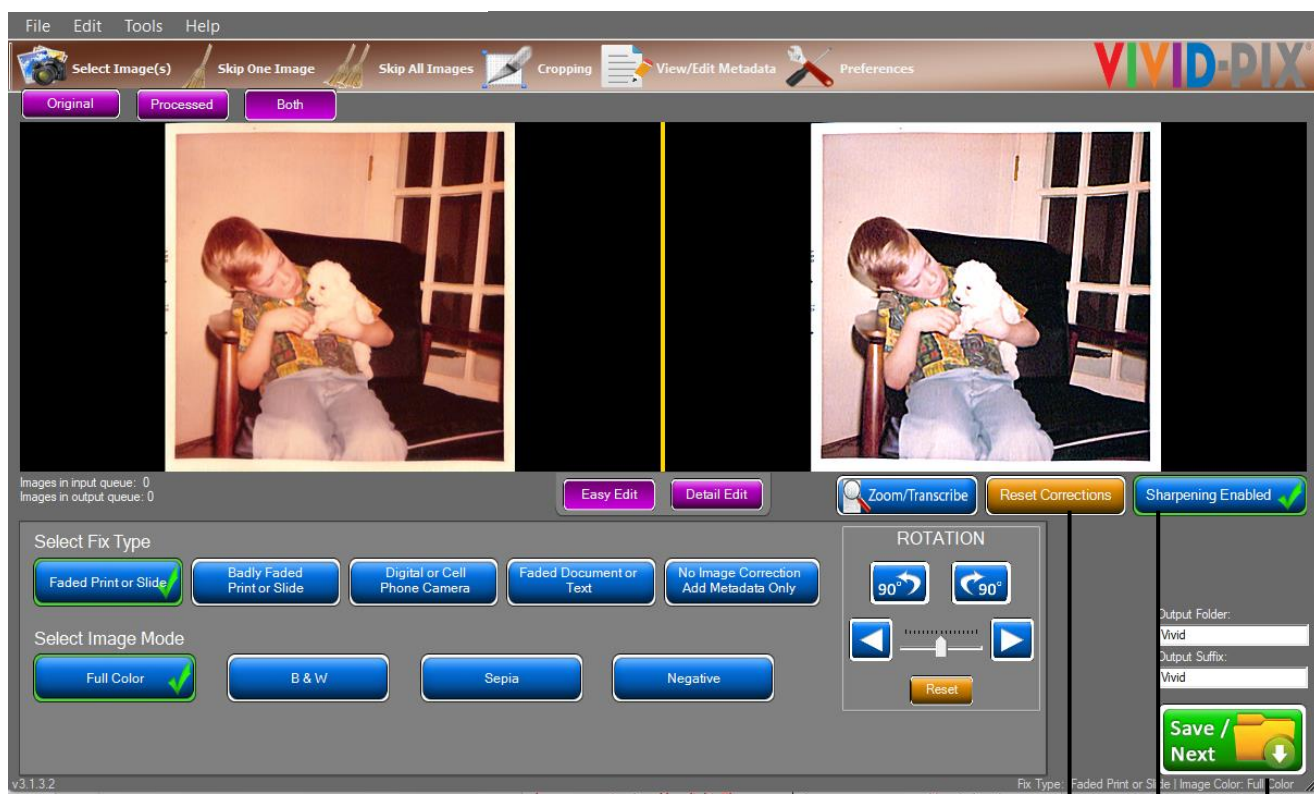 File Edit Tools Help
Select Image(s) Skip One Image Skip All Images Cropping View/Edit Metadata Preferences VIVID-PIX
Original Processed Both
Images in input queue: 0
Images in output queue: 0
Easy Edit Detail Edit Zoom/Transcribe Reset Corrections Sharpening Enabled
Select Fix Type
Faded Print or Slide
Badly Faded
Print or Slide
Digital or Cell
Phone Camera
Faded Document or
Text
No Image Correction
Add Metadata Only
ROTATION
90° 90°
Select Image Mode
Full Color B & W Sepia Negative
Reset
Output Folder:
Vivid
Output Suffix:
Vivid
Save /
Next
v3.1.3.2
Fix Type: Faded Print or Slide | Image Color: Full Color